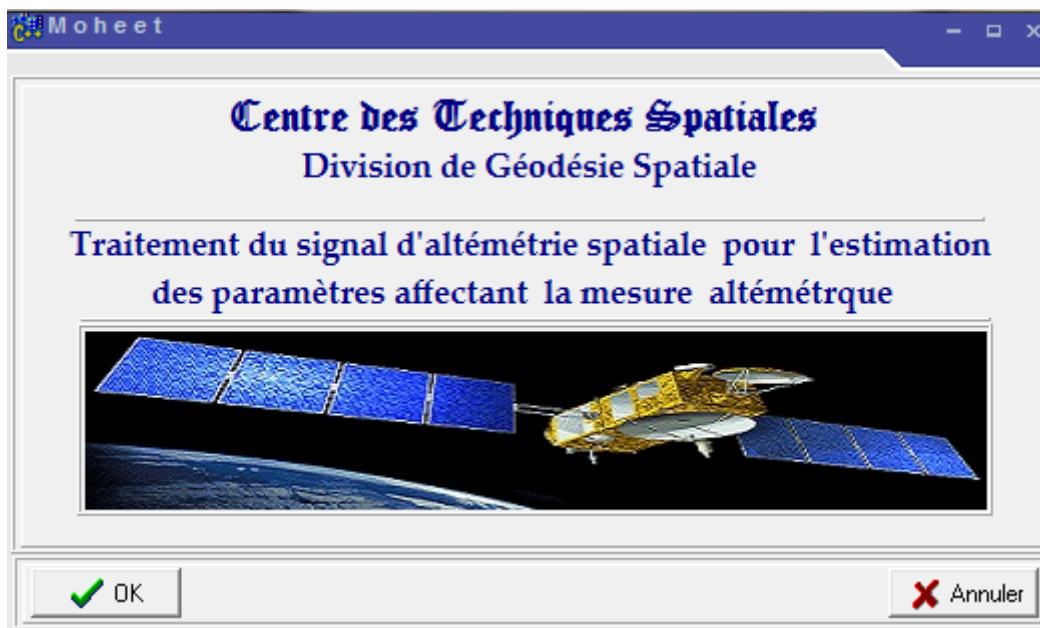 Moheet
Centre des Techniques Spatiales
Division de Géodésie Spatiale
Traitement du signal d'altémétrie spatiale pour l'estimation
des paramètres affectant la mesure altémétrque
OK
Annuler